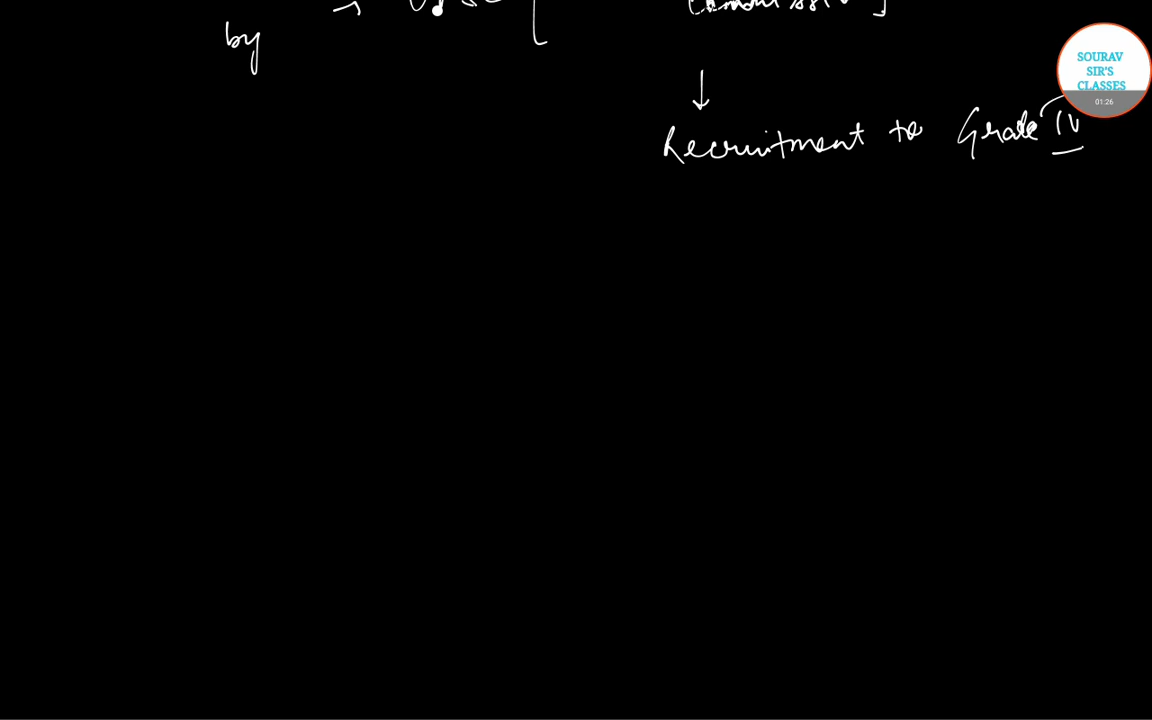 by
Recruitment to Grade IV
SOURAV
SIR'S
CLASSES
01:26